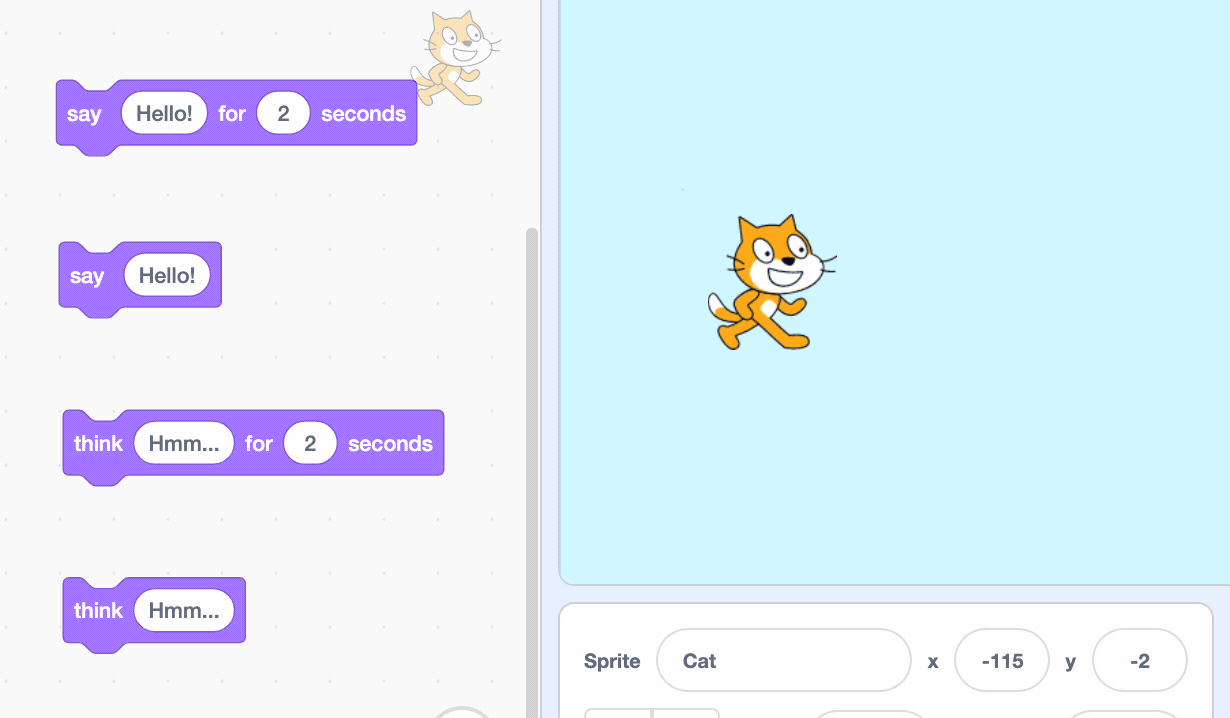 say Hello! for 2 seconds
say Hello!
think Hmm... for 2 seconds
think Hmm...
Sprite Cat x -115 y -2